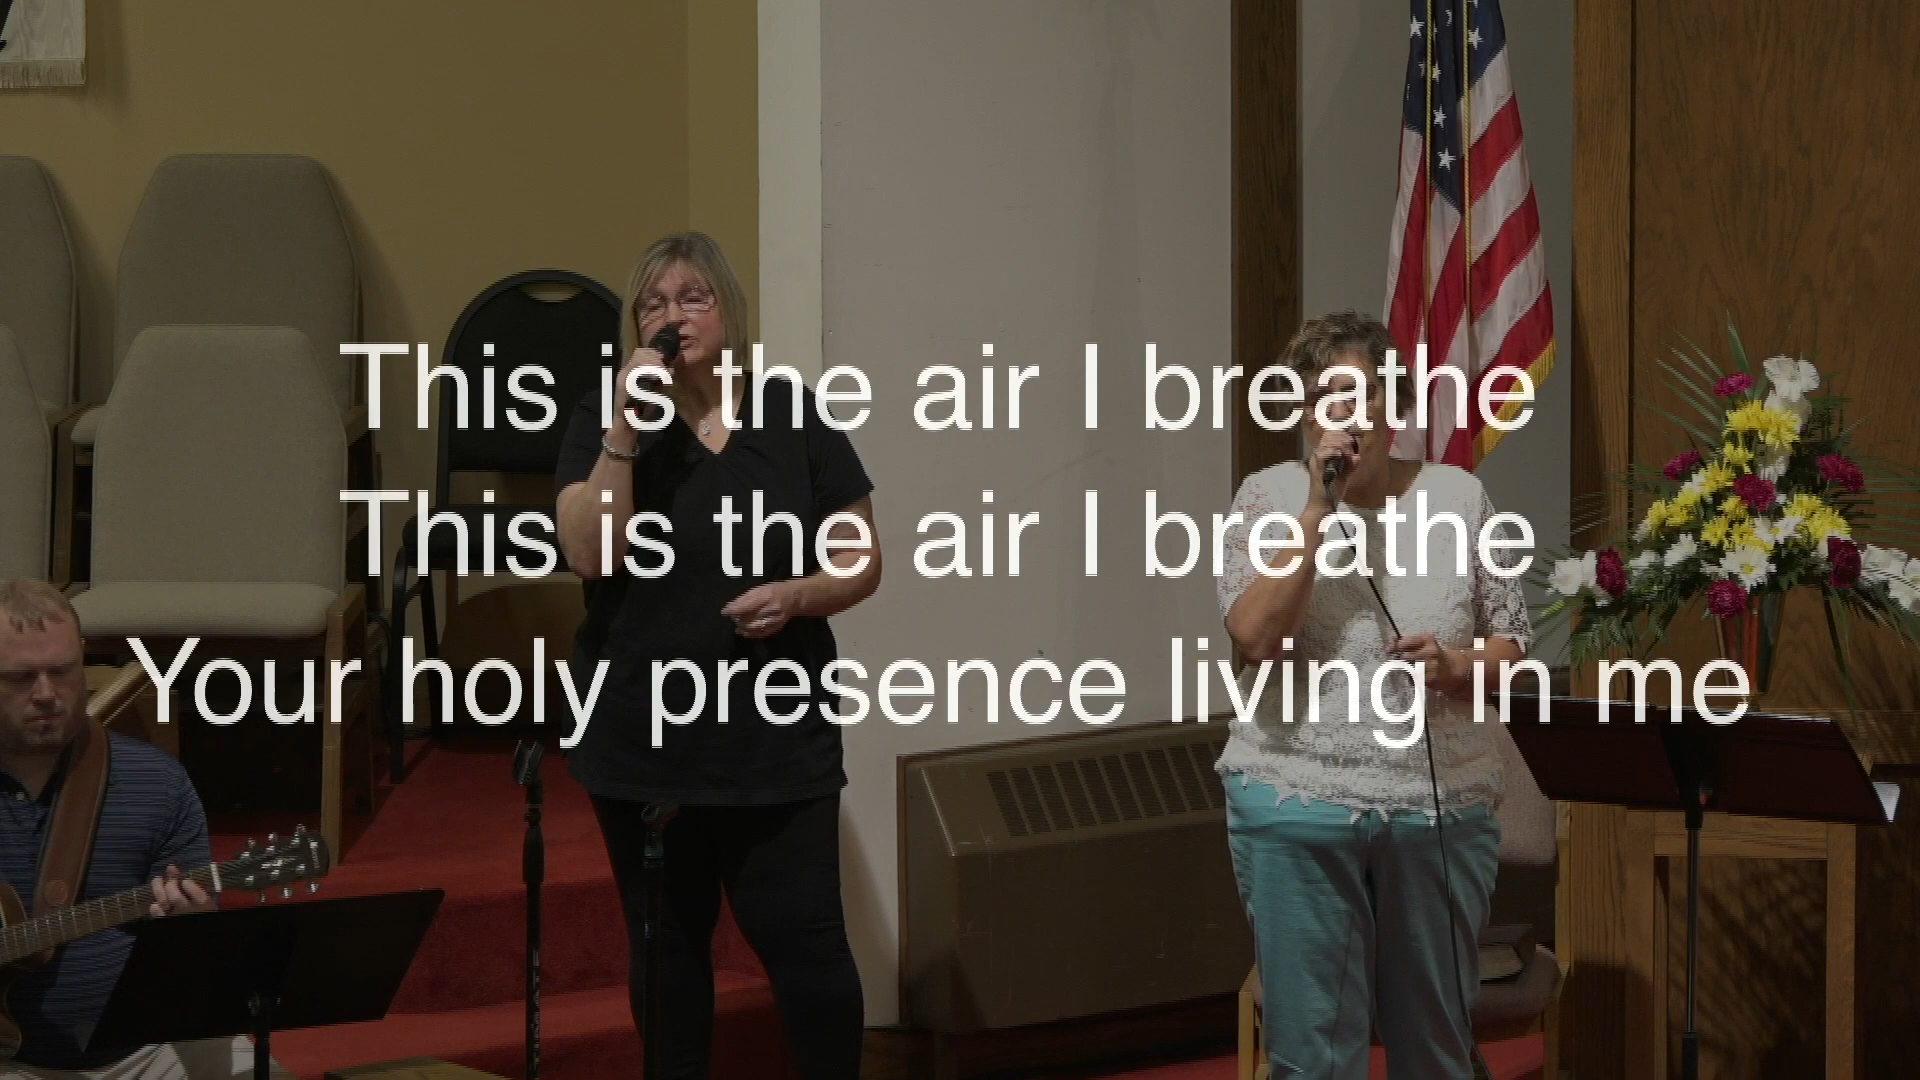 This is the air I breathe
This is the air I breathe
Your holy presence living in me